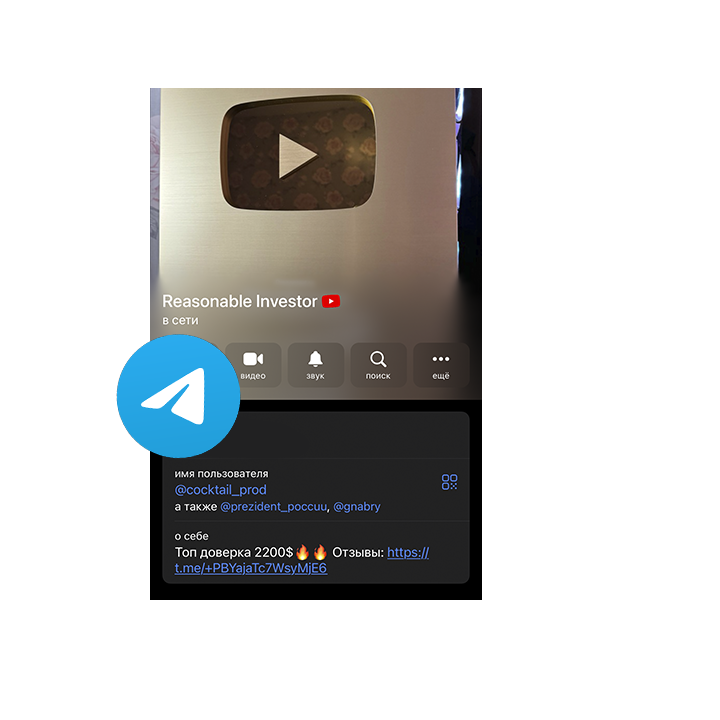 Reasonable Investor
в сети
видео
звук
поиск
ещё
имя пользователя
@cocktail_prod
а также @prezident_poccuu, @gnabry
о себе
Топ доверка 2200$🔥🔥 Отзывы: https://
t.me/+PBYajaTc7WsyMjE6